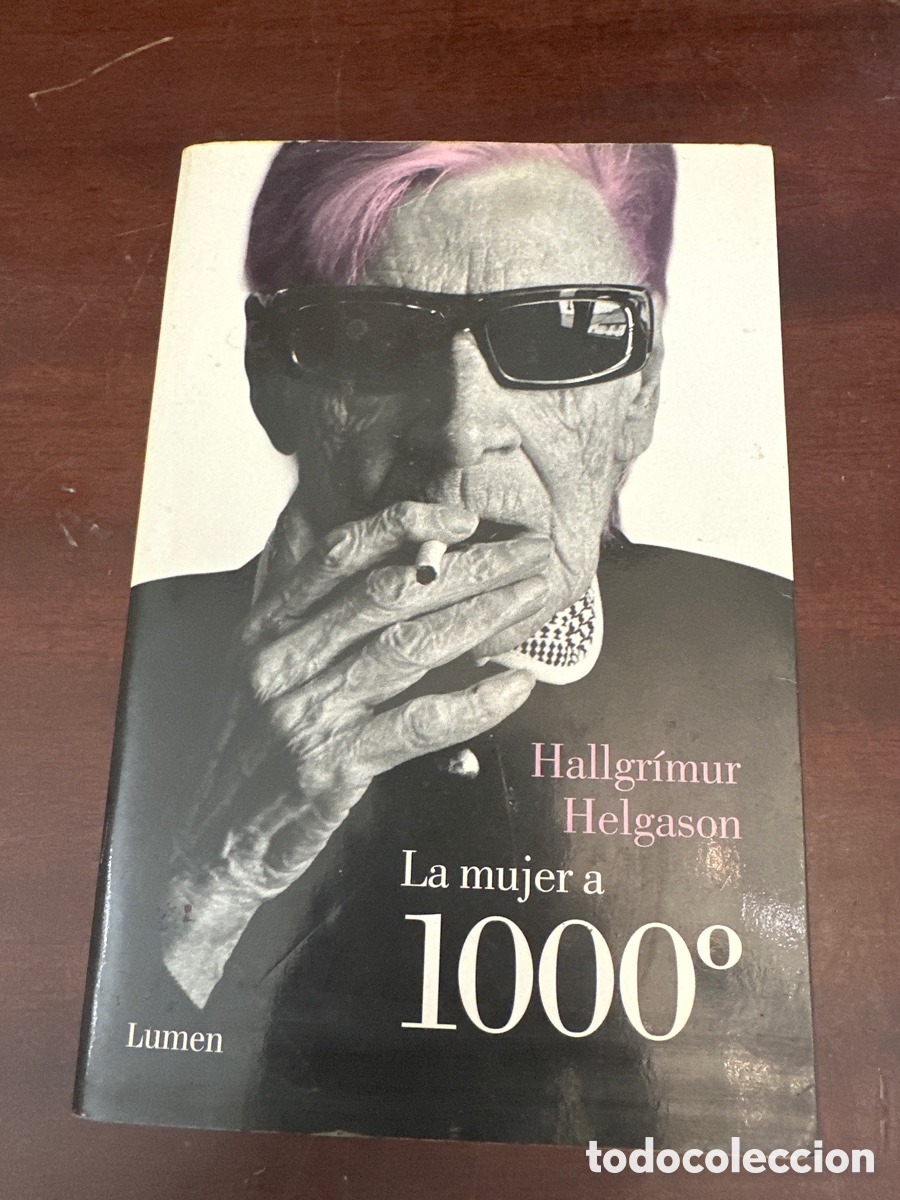 Hallgrímur
Helgason
La mujer a
1000º
Lumen
todocoleccion